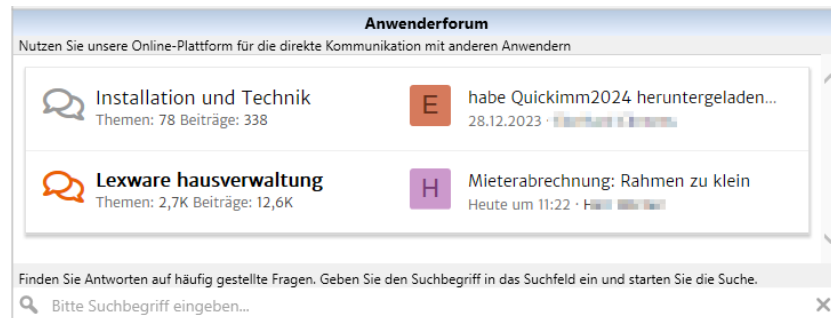 Anwenderforum
Nutzen Sie unsere Online-Plattform für die direkte Kommunikation mit anderen Anwendern
Installation und Technik
Themen: 78 Beiträge: 338
E
habe Quickimm2024 heruntergeladen...
28.12.2023 ·
Lexware hausverwaltung
Themen: 2,7K Beiträge: 12,6K
H
Mieterabrechnung: Rahmen zu klein
Heute um 11:22 ·
Finden Sie Antworten auf häufig gestellte Fragen. Geben Sie den Suchbegriff in das Suchfeld ein und starten Sie die Suche.
Bitte Suchbegriff eingeben...